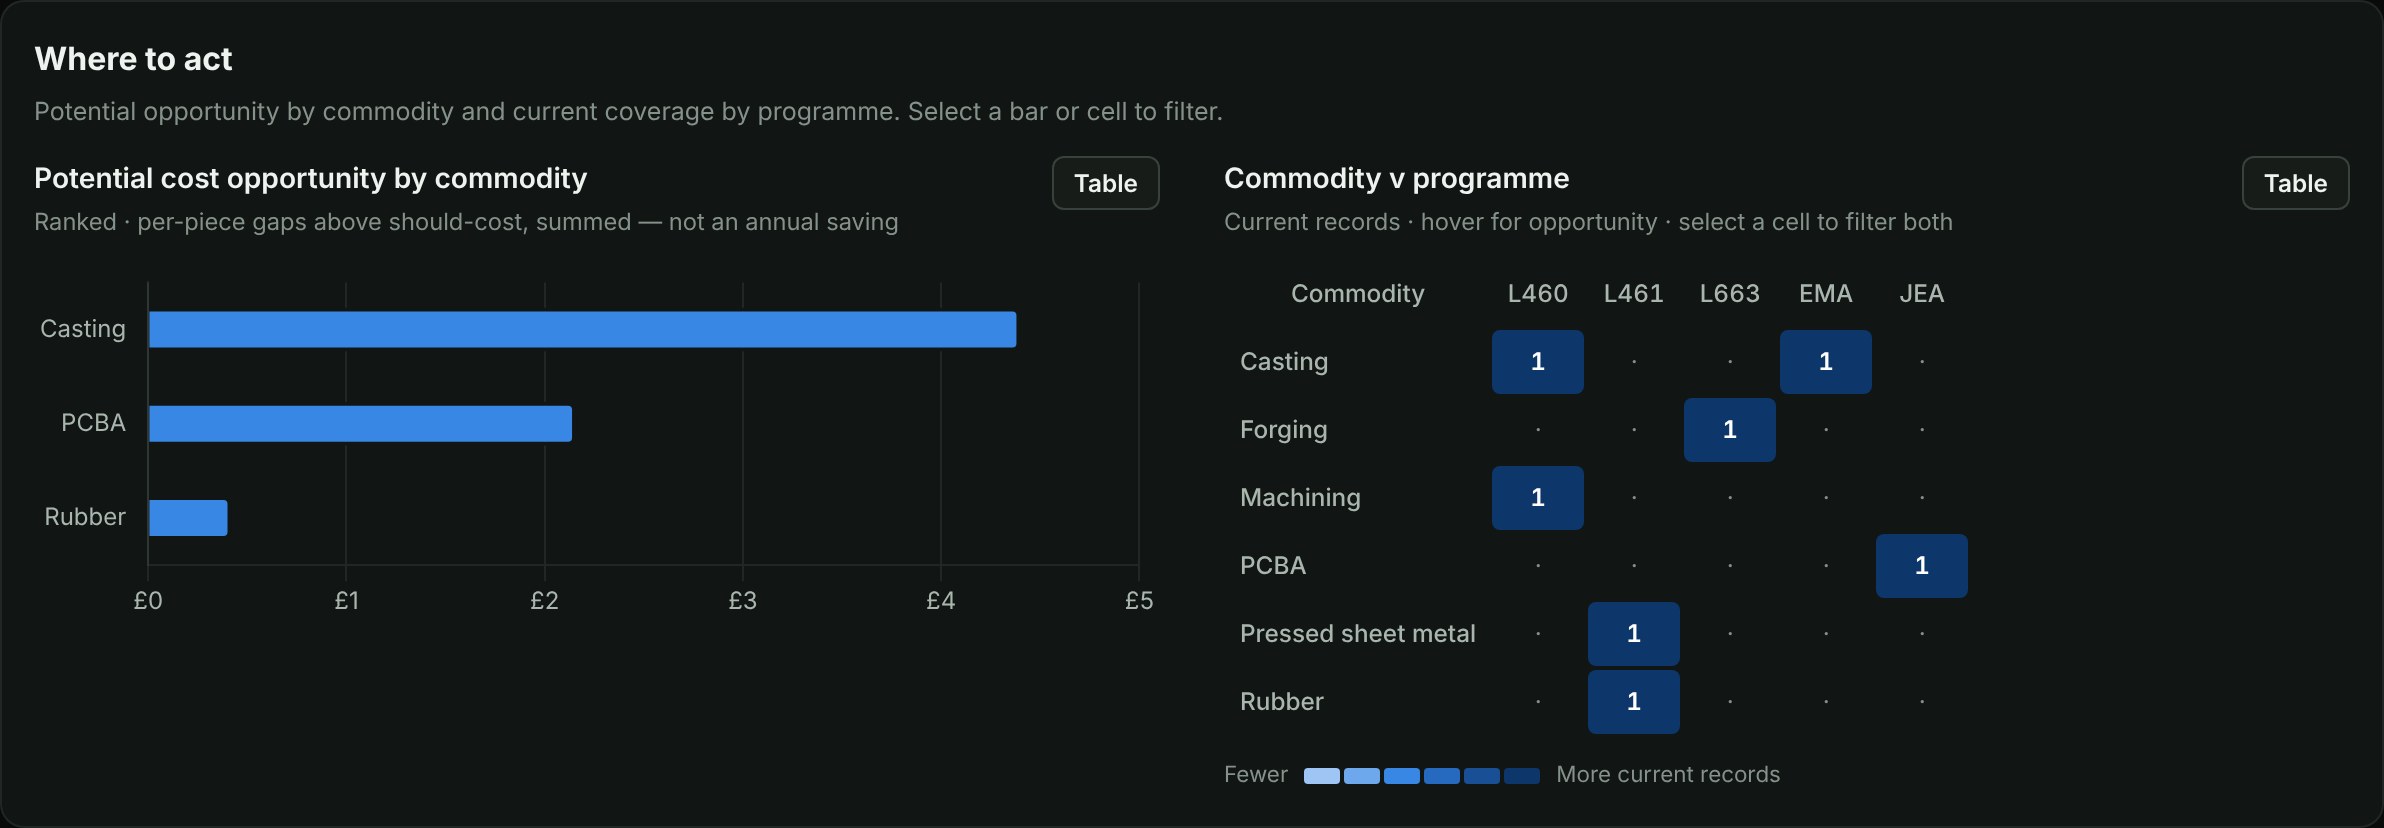 Where to act
Potential opportunity by commodity and current coverage by programme. Select a bar or cell to filter.
Potential cost opportunity by commodity
Table
Ranked · per-piece gaps above should-cost, summed — not an annual saving
Casting
PCBA
Rubber
£0 £1 £2 £3 £4 £5
Commodity v programme
Table
Current records · hover for opportunity · select a cell to filter both
Commodity L460 L461 L663 EMA JEA
Casting 1 · · 1 ·
Forging · · 1 · ·
Machining 1 · · · ·
PCBA · · · · 1
Pressed sheet metal · 1 · · ·
Rubber · 1 · · ·
Fewer More current records